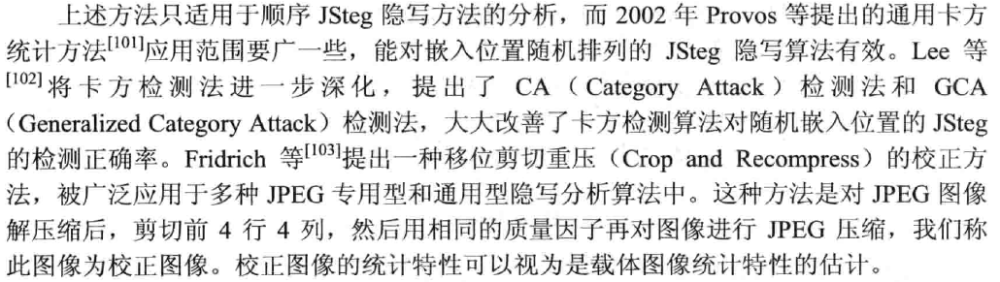 上述方法只适用于顺序 JSteg 隐写方法的分析，而 2002 年 Provos 等提出的通用卡方
统计方法[101]应用范围要广一些，能对嵌入位置随机排列的 JSteg 隐写算法有效。Lee 等
[102]将卡方检测法进一步深化，提出了 CA（Category Attack）检测法和 GCA
（Generalized Category Attack）检测法，大大改善了卡方检测算法对随机嵌入位置的 JSteg
的检测正确率。Fridrich 等[103]提出一种移位剪切重压（Crop and Recompress）的校正方
法，被广泛应用于多种 JPEG 专用型和通用型隐写分析算法中。这种方法是对 JPEG 图像
解压缩后，剪切前 4 行 4 列，然后用相同的质量因子再对图像进行 JPEG 压缩，我们称
此图像为校正图像。校正图像的统计特性可以视为是载体图像统计特性的估计。